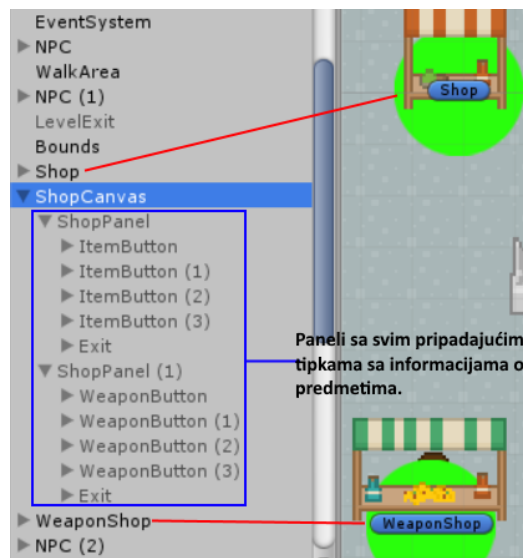 EventSystem
NPC
WalkArea
NPC (1)
LevelExit
Bounds
Shop
ShopCanvas
ShopPanel
ItemButton
ItemButton (1)
ItemButton (2)
ItemButton (3)
Exit
ShopPanel (1)
WeaponButton
WeaponButton (1)
WeaponButton (2)
WeaponButton (3)
Exit
WeaponShop
NPC (2)
Shop
Paneli sa svim pripadajućim
tipkama sa informacijama o
predmetima.
WeaponShop